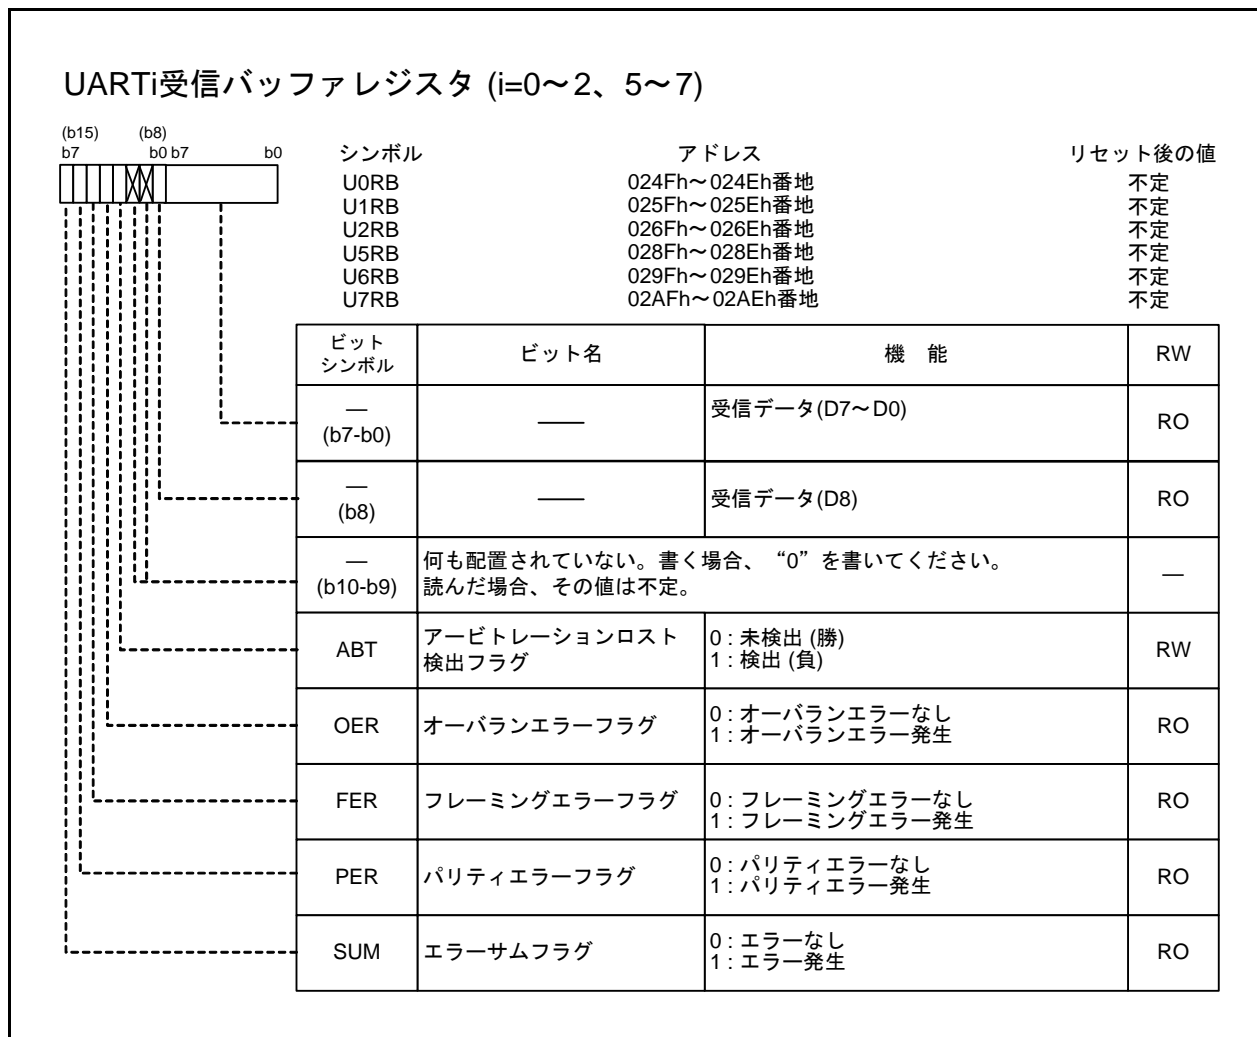 UARTi受信バッファレジスタ (i=0～2、5～7)
(b15) (b8)
b7 b0 b7 b0
シンボル アドレス リセット後の値
U0RB 024Fh～024Eh番地 不定
U1RB 025Fh～025Eh番地 不定
U2RB 026Fh～026Eh番地 不定
U5RB 028Fh～028Eh番地 不定
U6RB 029Fh～029Eh番地 不定
U7RB 02AFh～02AEh番地 不定
ビット
シンボル
ビット名
機 能
RW
—
(b7-b0)
——
受信データ(D7～D0)
RO
—
(b8)
——
受信データ(D8)
RO
—
(b10-b9)
何も配置されていない。書く場合、“0”を書いてください。
読んだ場合、その値は不定。
—
ABT
アービトレーションロスト
検出フラグ
0 : 未検出 (勝)
1 : 検出 (負)
RW
OER
オーバランエラーフラグ
0 : オーバランエラーなし
1 : オーバランエラー発生
RO
FER
フレーミングエラーフラグ
0 : フレーミングエラーなし
1 : フレーミングエラー発生
RO
PER
パリティエラーフラグ
0 : パリティエラーなし
1 : パリティエラー発生
RO
SUM
エラーサムフラグ
0 : エラーなし
1 : エラー発生
RO